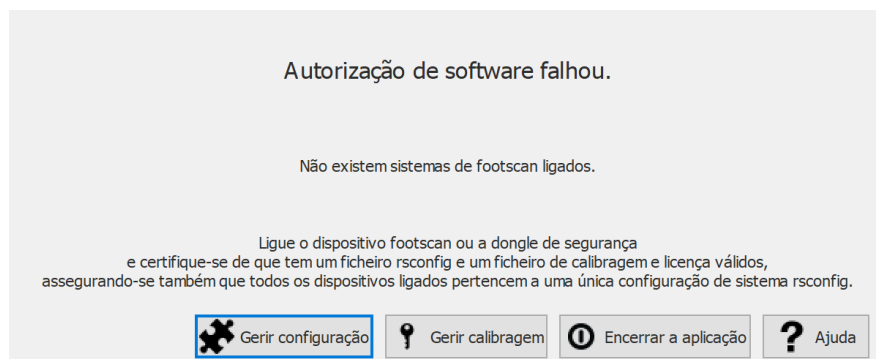 Autorização de software falhou.
Não existem sistemas de footscan ligados.
Ligue o dispositivo footscan ou a dongle de segurança
e certifique-se de que tem um ficheiro rsconfig e um ficheiro de calibragem e licença válidos,
assegurando-se também que todos os dispositivos ligados pertencem a uma única configuração de sistema rsconfig.
Gerir configuração
Gerir calibragem
Encerrar a aplicação
? Ajuda